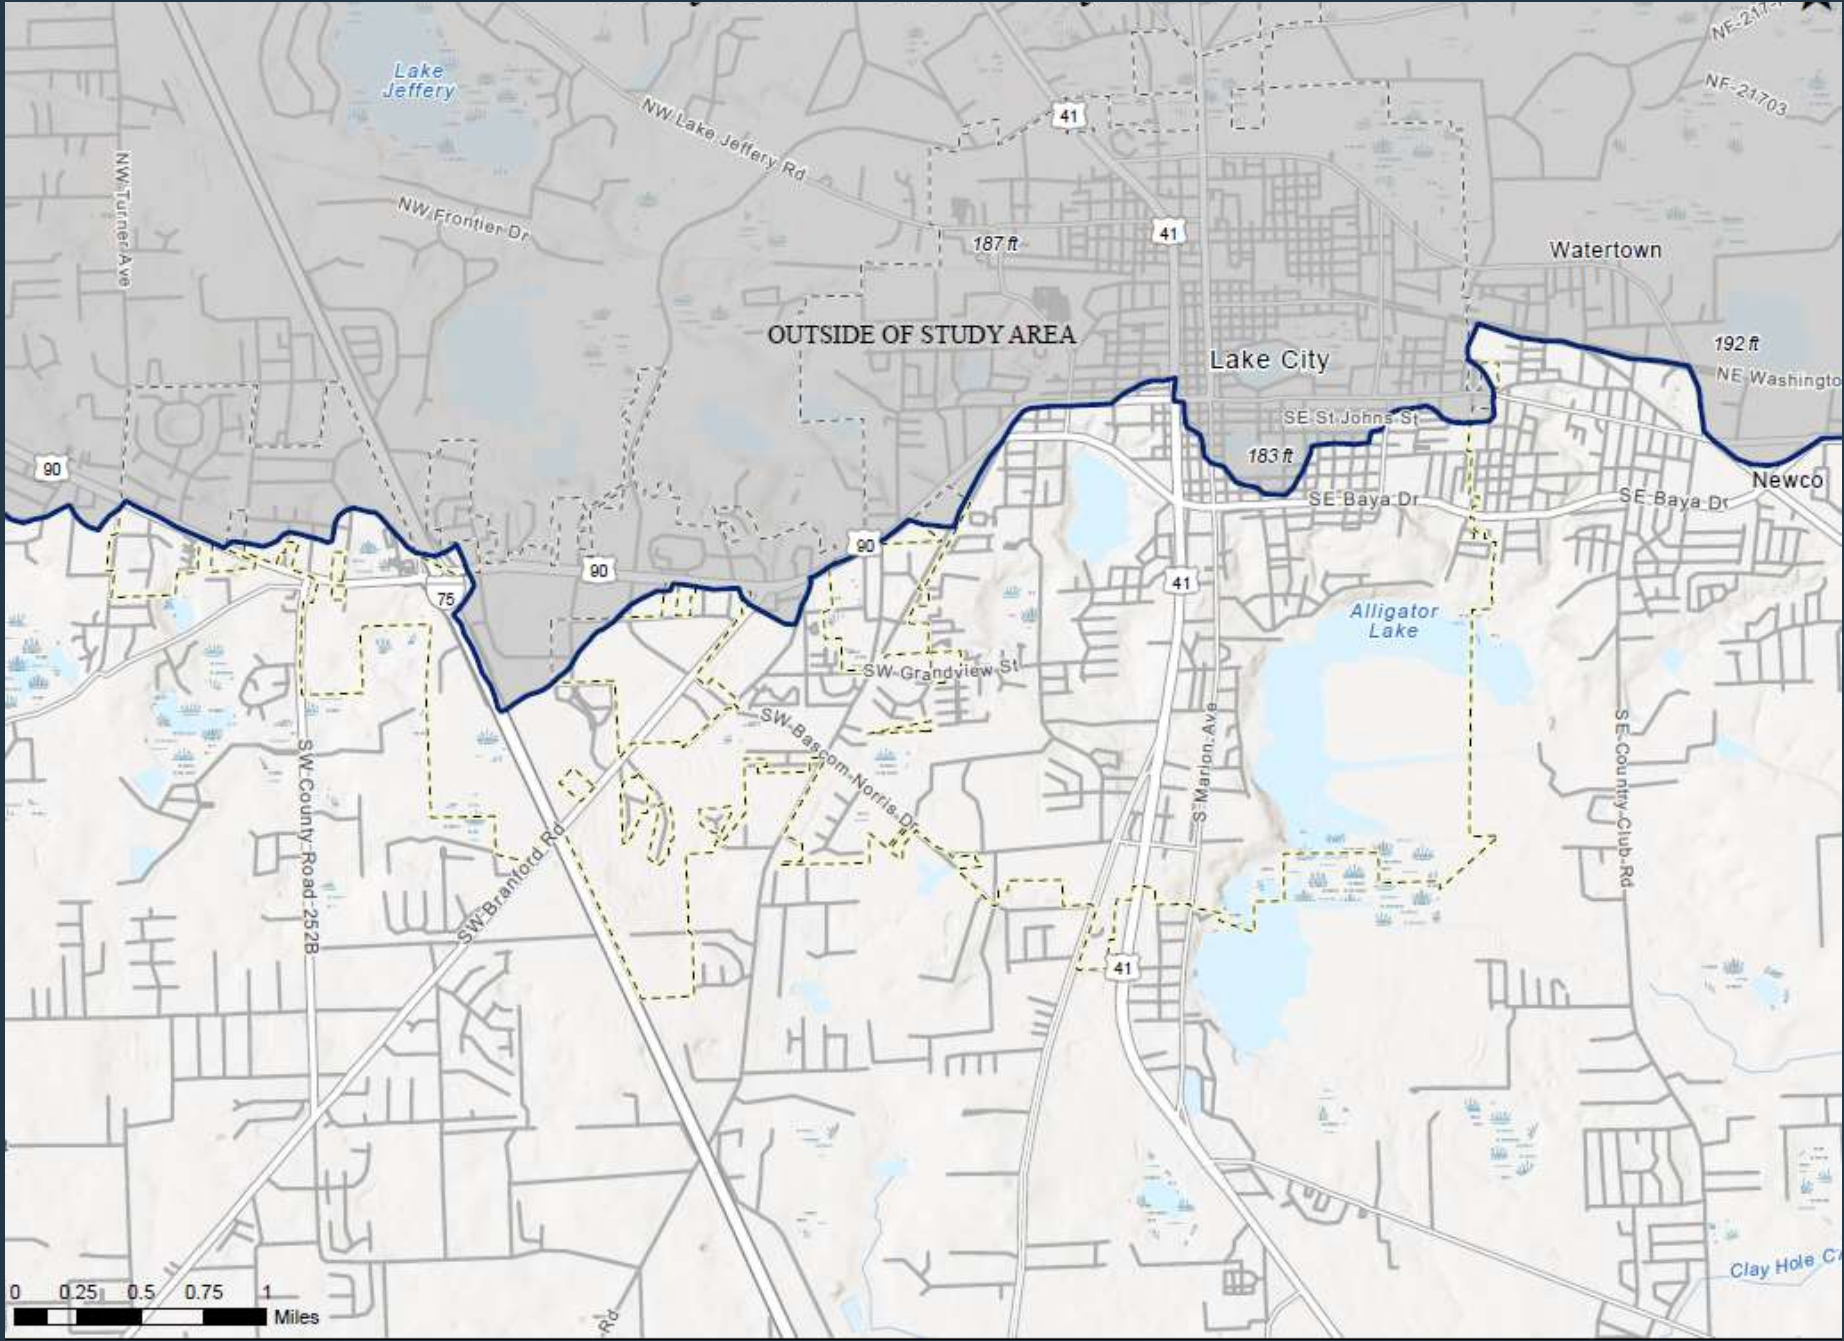 NF-217
NF-21703
Lake
Jeffery
41
NW Lake Jeffery Rd
NW Turner Ave
NW Frontier Dr
41
187 ft
Watertown
OUTSIDE OF STUDY AREA
192 ft
Lake City
NE Washingto
SE St Johns St
183 ft
90
Newco
SE Baya Dr
SE Baya Dr
90
90
75
41
Alligator
Lake
SW Grandview St
SW Bascom Norris Dr
S Marion Ave
SE Country Club Rd
SW County Road 252B
SW Branford Rd
41
Clay Hole C
Rd
0 0.25 0.5 0.75 1
Miles